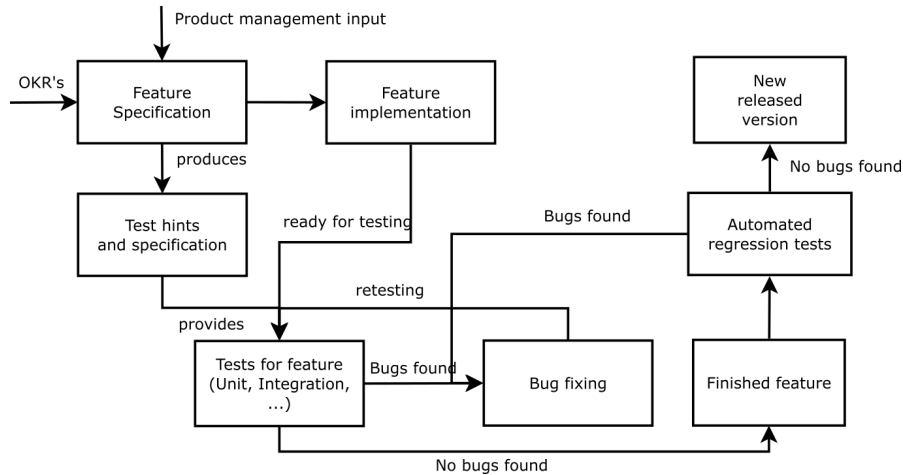 Product management input
OKR's
Feature
Specification
Feature
implementation
New
released
version
produces
No bugs found
Test hints
and specification
ready for testing
Bugs found
Automated
regression tests
retesting
provides
Tests for feature
(Unit, Integration,
...)
Bugs found
Bug fixing
Finished feature
No bugs found